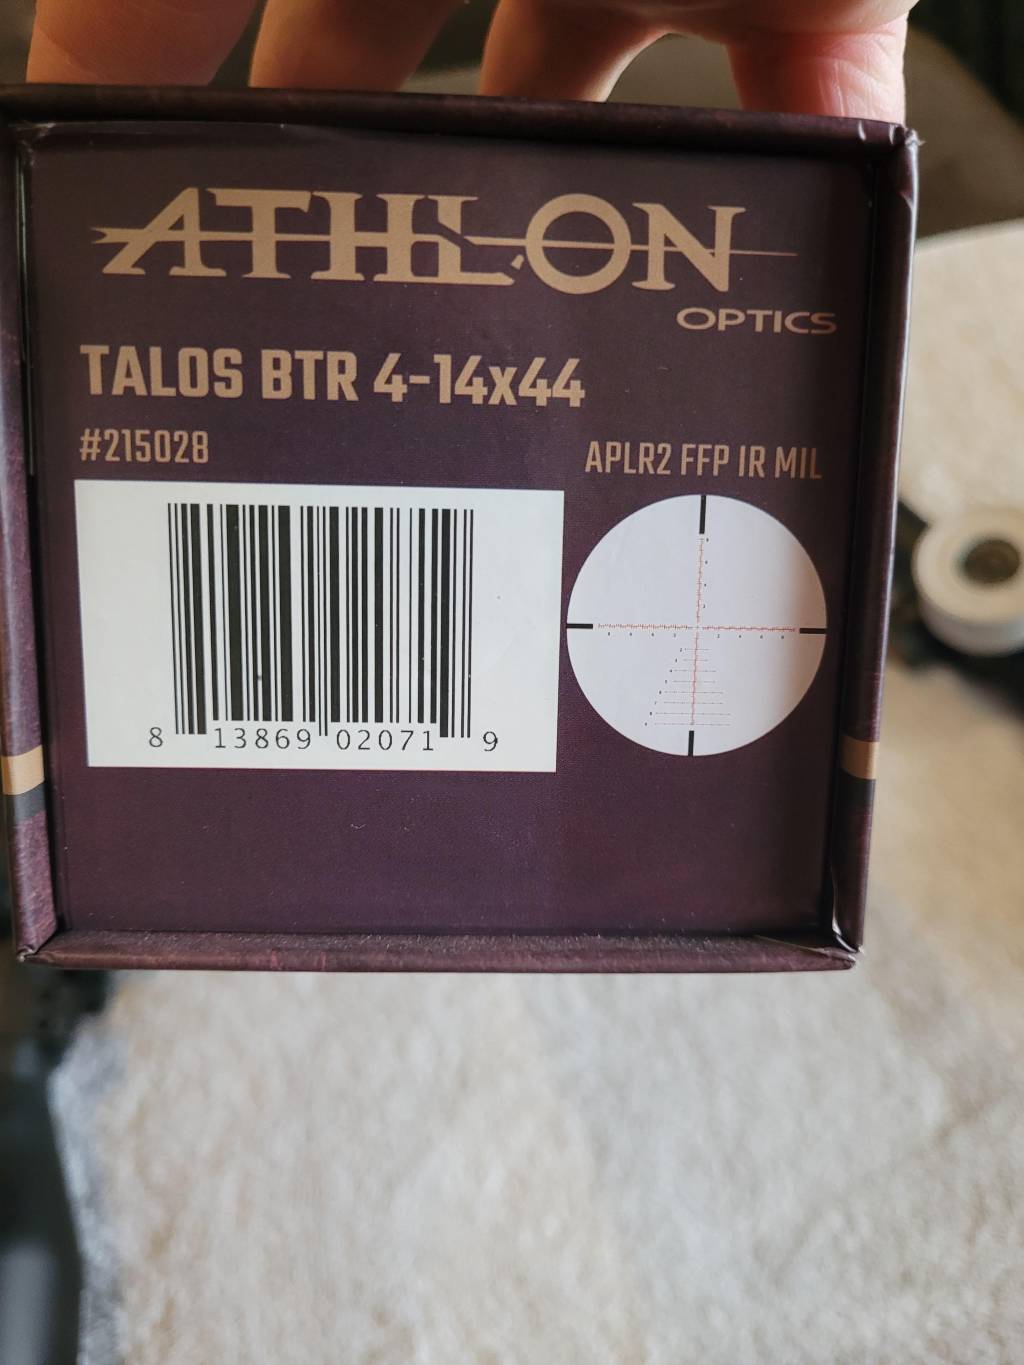 ATHLON
OPTICS
TALOS BTR 4-14x44
#215028
APLR2 FFP IR MIL
8 13869 02071 9